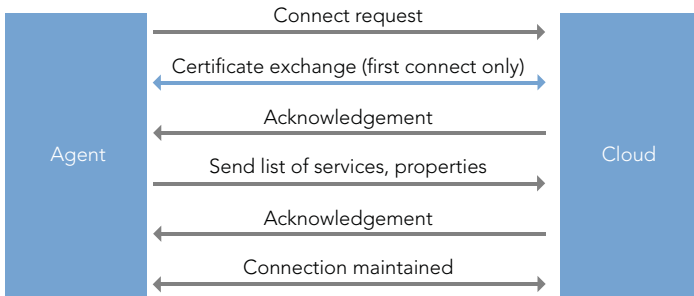 Connect request
Certificate exchange (first connect only)
Acknowledgement
Agent
Cloud
Send list of services, properties
Acknowledgement
Connection maintained